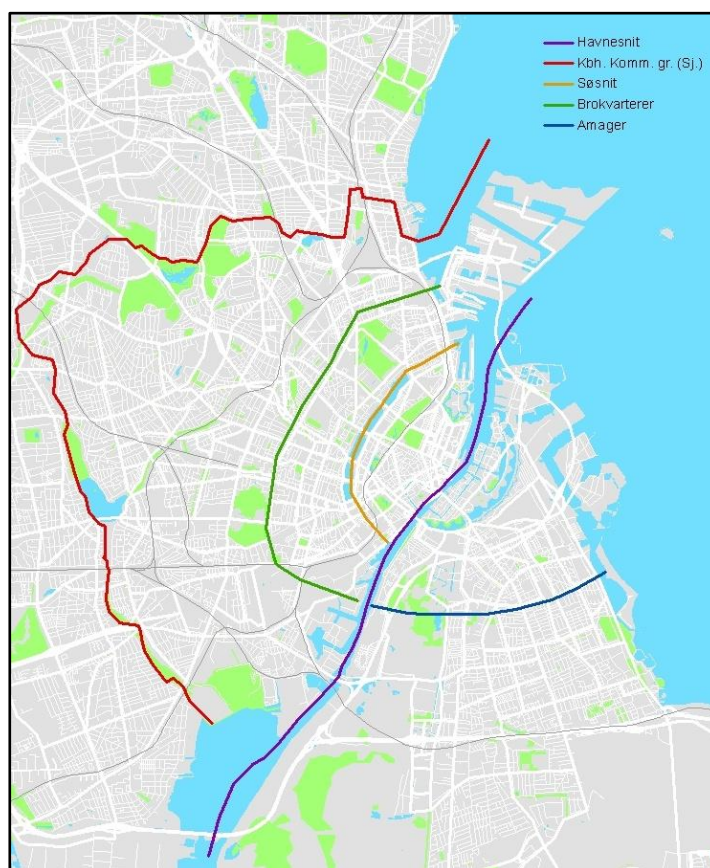 Havnesnit
Kbh. Komm. gr. (Sj.)
Søsnit
Brokvarterer
Amager